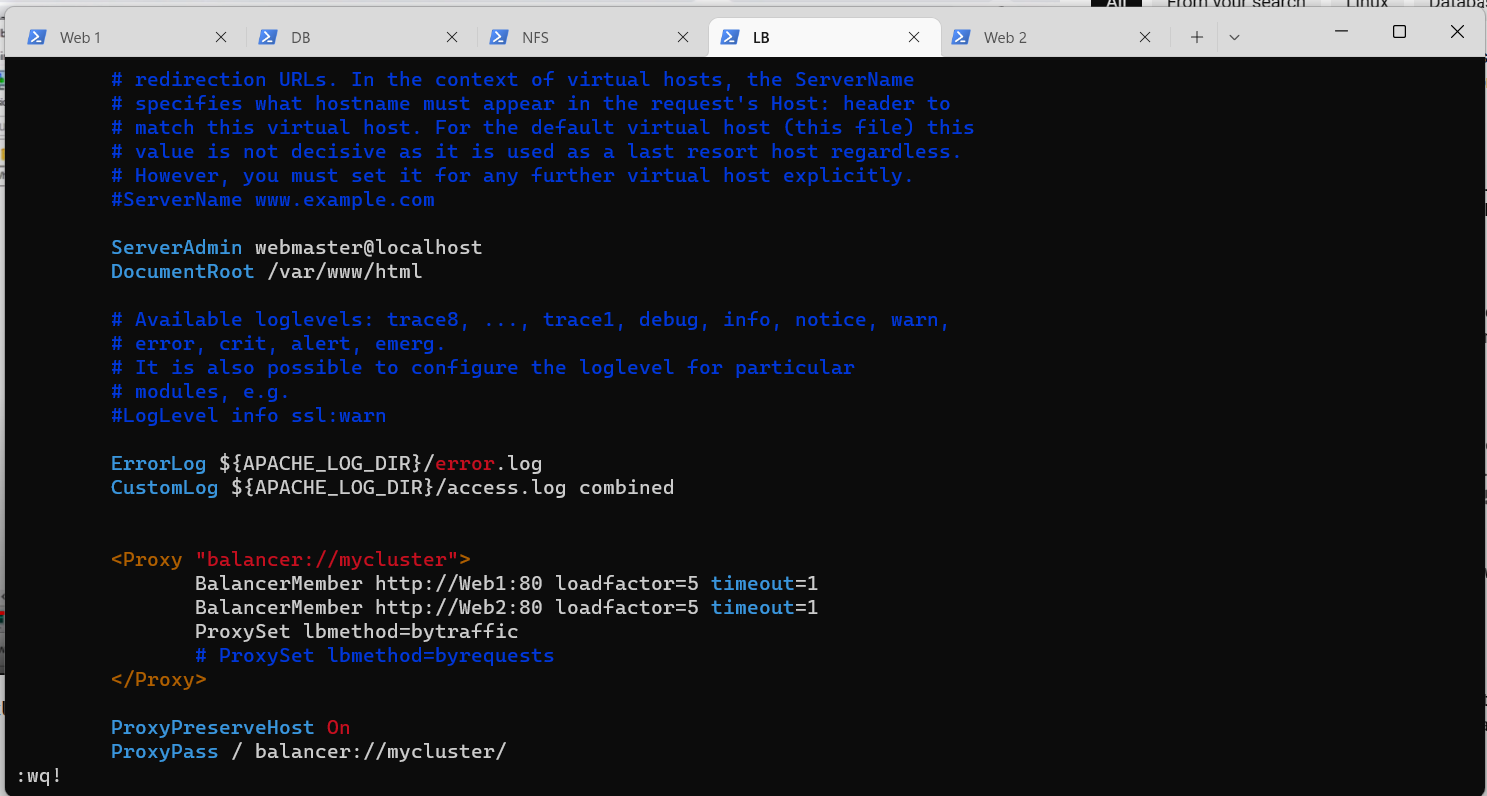 All From your search Linux
Web 1 DB NFS LB Web 2
# redirection URLs. In the context of virtual hosts, the ServerName
# specifies what hostname must appear in the request's Host: header to
# match this virtual host. For the default virtual host (this file) this
# value is not decisive as it is used as a last resort host regardless.
# However, you must set it for any further virtual host explicitly.
#ServerName www.example.com
ServerAdmin webmaster@localhost
DocumentRoot /var/www/html
# Available loglevels: trace8, ..., trace1, debug, info, notice, warn,
# error, crit, alert, emerg.
# It is also possible to configure the loglevel for particular
# modules, e.g.
#LogLevel info ssl:warn
ErrorLog ${APACHE_LOG_DIR}/error.log
CustomLog ${APACHE_LOG_DIR}/access.log combined
<Proxy "balancer://mycluster">
BalancerMember http://Web1:80 loadfactor=5 timeout=1
BalancerMember http://Web2:80 loadfactor=5 timeout=1
ProxySet lbmethod=bytraffic
# ProxySet lbmethod=byrequests
</Proxy>
ProxyPreserveHost On
ProxyPass / balancer://mycluster/
:wq!